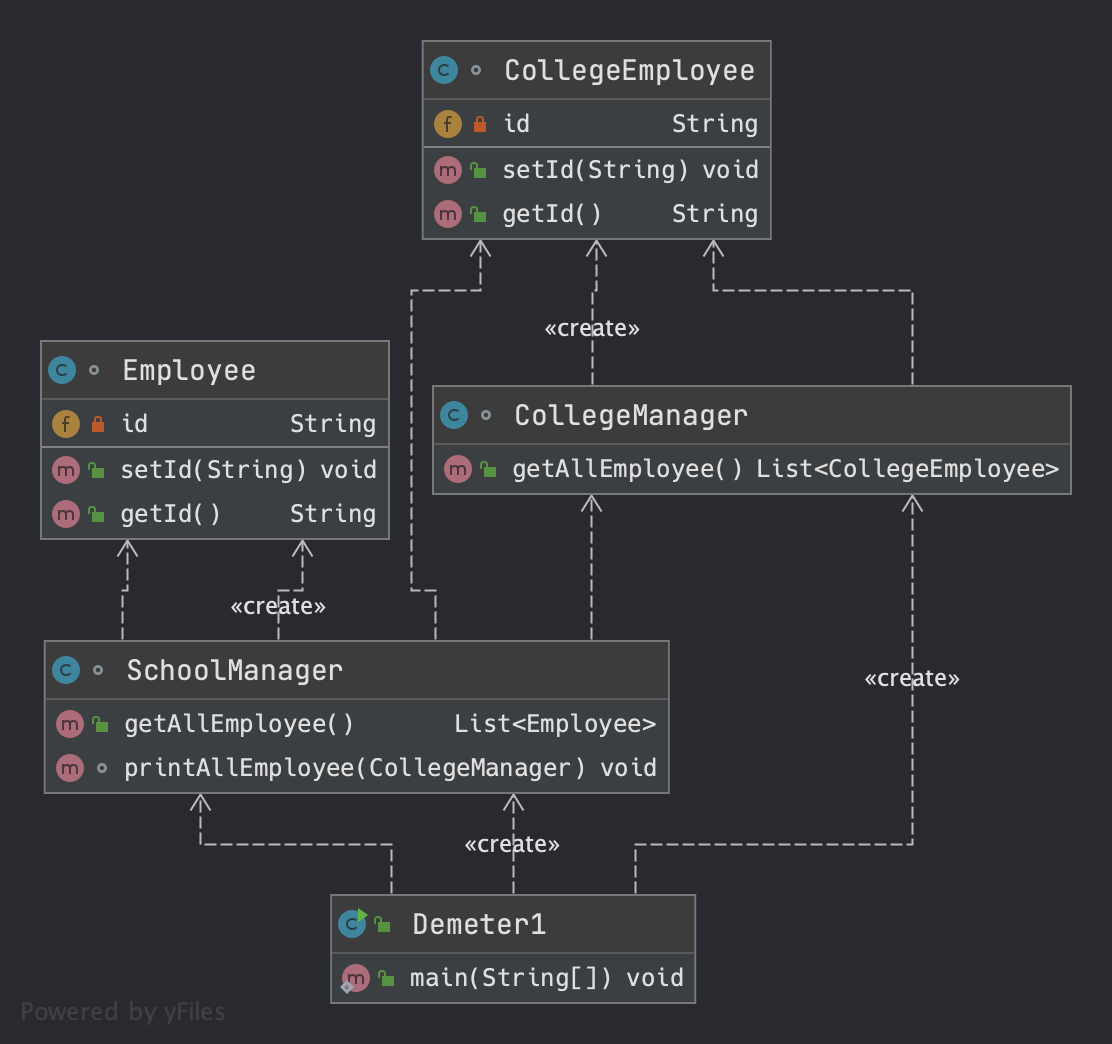 CollegeEmployee
id String
setId(String) void
getId() String
«create»
Employee
id String
setId(String) void
getId() String
CollegeManager
getAllEmployee() List<CollegeEmployee>
«create»
SchoolManager
getAllEmployee() List<Employee>
printAllEmployee(CollegeManager) void
«create»
«create»
Demeter1
main(String[]) void
Powered by yFiles